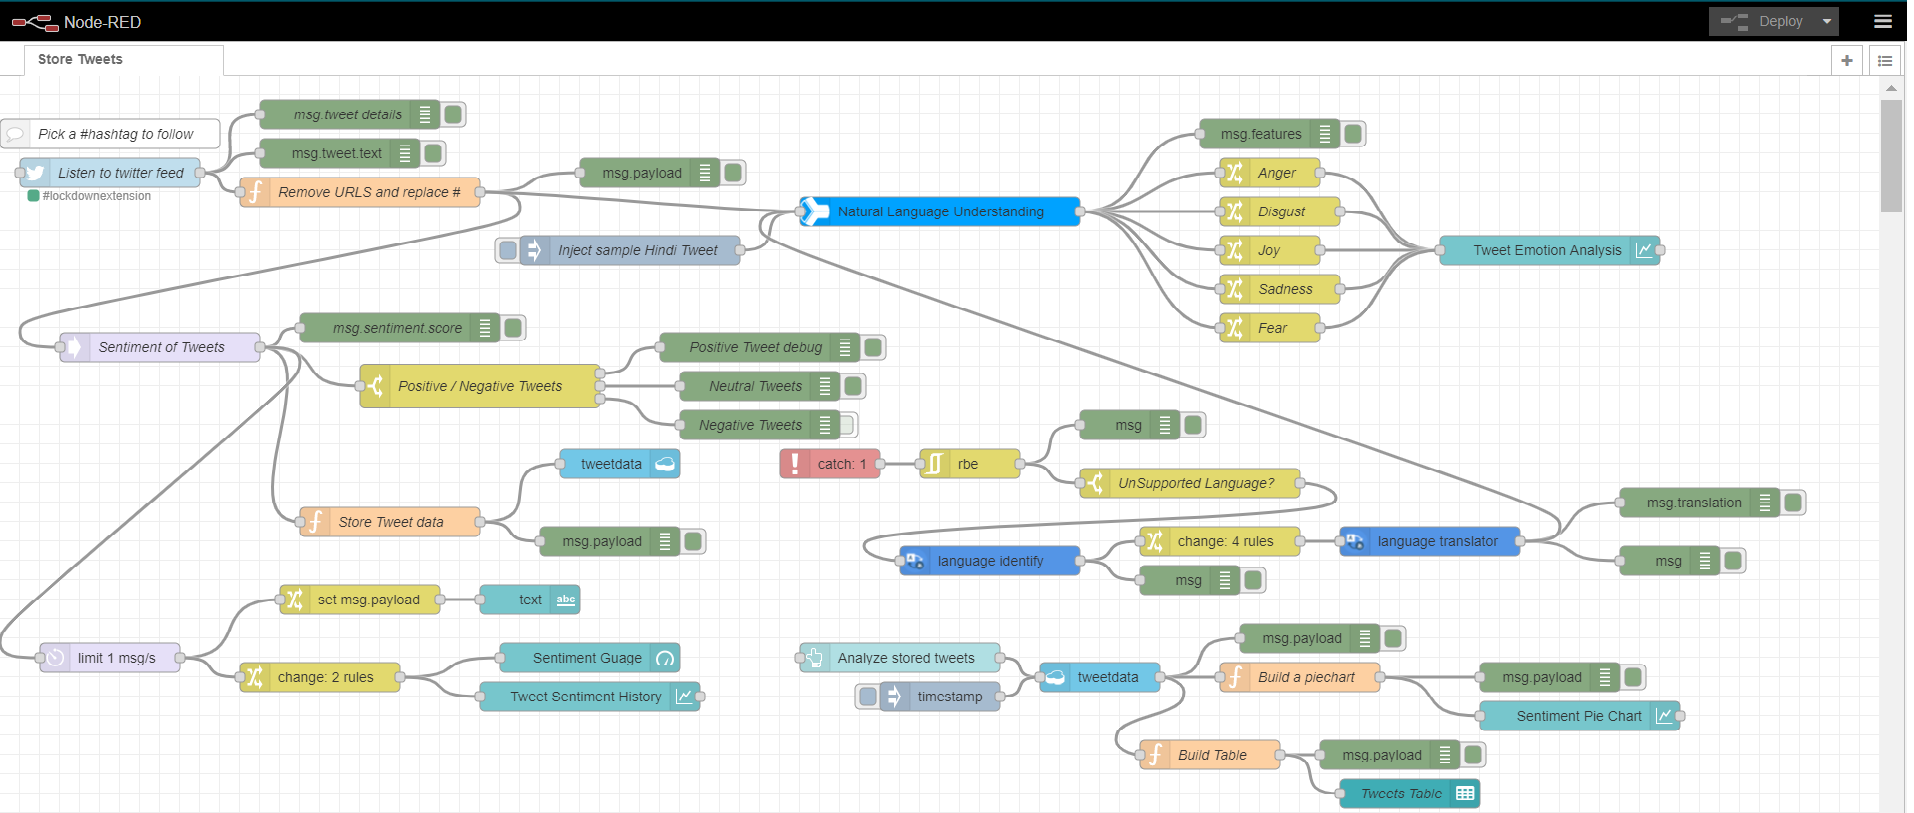 Node-RED
Deploy
Store Tweets
msg.tweet details
Pick a #hashtag to follow
msg.tweet.text
Listen to twitter feed
#lockdownextension
Remove URLS and replace #
msg.payload
Natural Language Understanding
Inject sample Hindi Tweet
msg.features
Anger
Disgust
Joy
Sadness
Fear
Tweet Emotion Analysis
Sentiment of Tweets
msg.sentiment.score
Positive / Negative Tweets
Positive Tweet debug
Neutral Tweets
Negative Tweets
tweetdata
Store Tweet data
msg.payload
catch: 1
rbe
msg
UnSupported Language?
language identify
change: 4 rules
msg
language translator
msg.translation
msg
set msg.payload
text
abc
limit 1 msg/s
change: 2 rules
Sentiment Guage
Tweet Sentiment History
Analyze stored tweets
timestamp
tweetdata
msg.payload
Build a piechart
msg.payload
Sentiment Pie Chart
Build Table
msg.payload
Tweets Table